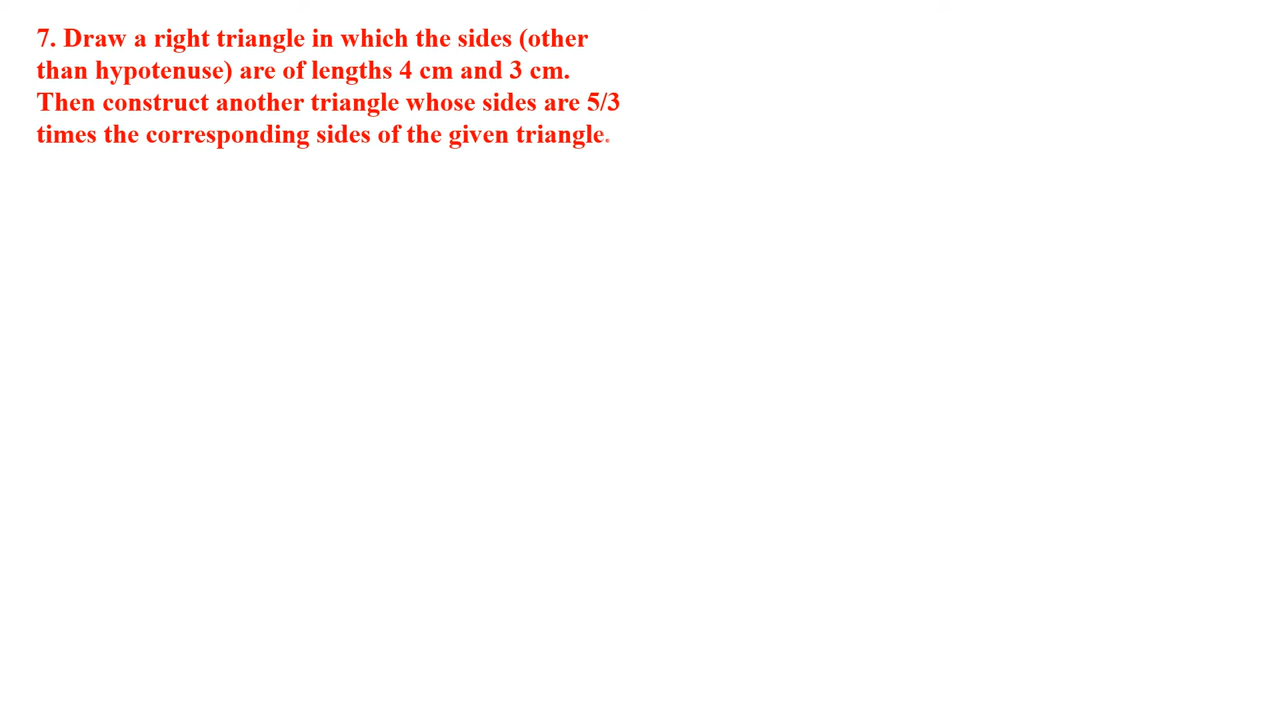 7. Draw a right triangle in which the sides (other
than hypotenuse) are of lengths 4 cm and 3 cm.
Then construct another triangle whose sides are 5/3
times the corresponding sides of the given triangle.